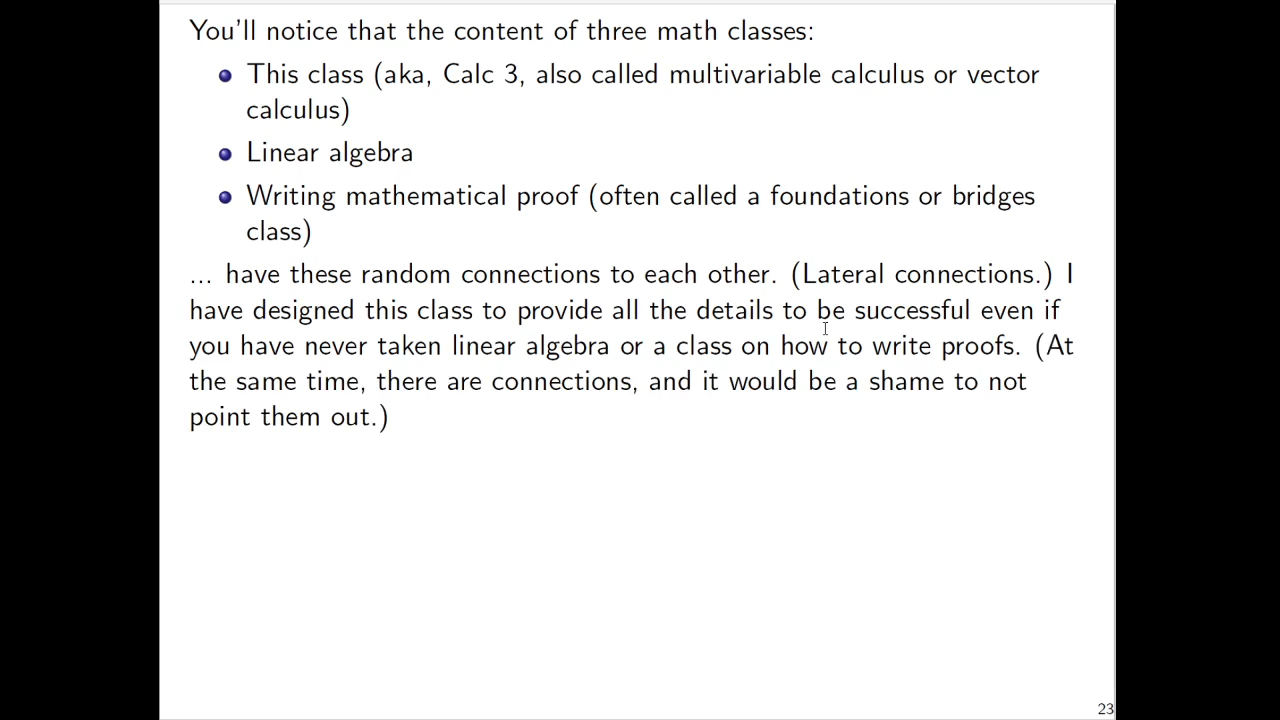 You'll notice that the content of three math classes:
This class (aka, Calc 3, also called multivariable calculus or vector
calculus)
Linear algebra
Writing mathematical proof (often called a foundations or bridges
class)
... have these random connections to each other. (Lateral connections.) I
have designed this class to provide all the details to be successful even if
you have never taken linear algebra or a class on how to write proofs. (At
the same time, there are connections, and it would be a shame to not
point them out.)
23